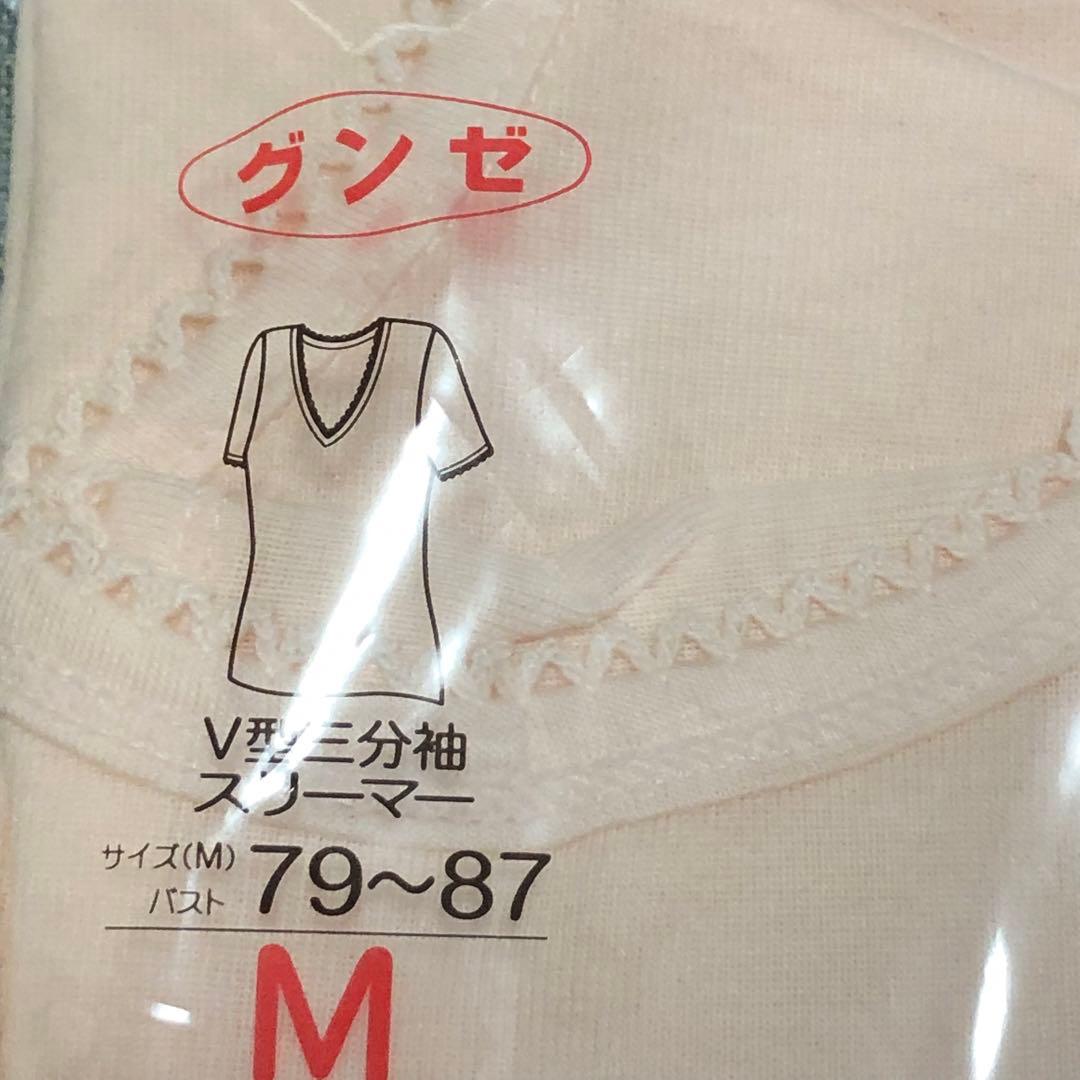 グンゼ
V型三分袖
スリーマー
サイズ(M)
バスト 79～87
M